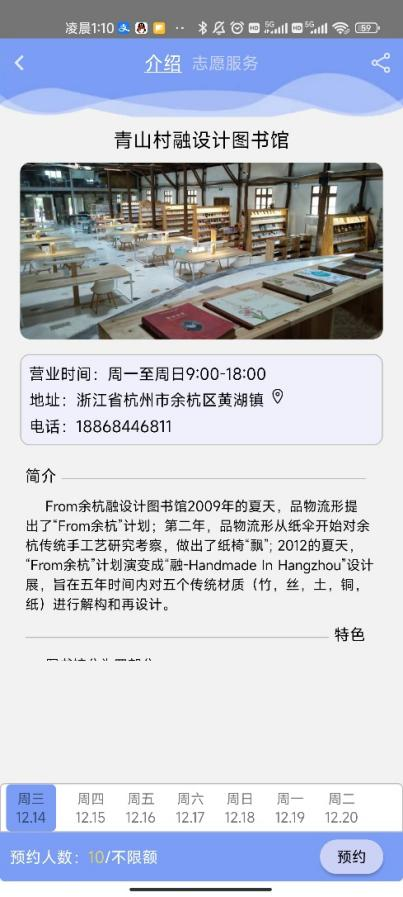 凌晨1:10
59
介绍 志愿服务
青山村融设计图书馆
营业时间：周一至周日9:00-18:00
地址：浙江省杭州市余杭区黄湖镇
电话：18868446811
简介
From余杭融设计图书馆2009年的夏天，品物流形提
出了“From余杭”计划；第二年，品物流形从纸伞开始对余
杭传统手工艺研究考察，做出了纸椅“飘”; 2012的夏天，
“From余杭”计划演变成“融-Handmade In Hangzhou”设计
展，旨在五年时间内对五个传统材质（竹，丝，土，铜，
纸）进行解构和再设计。
特色
周三 周四 周五 周六 周日 周一 周二
12.14 12.15 12.16 12.17 12.18 12.19 12.20
预约人数：10/不限额 预约